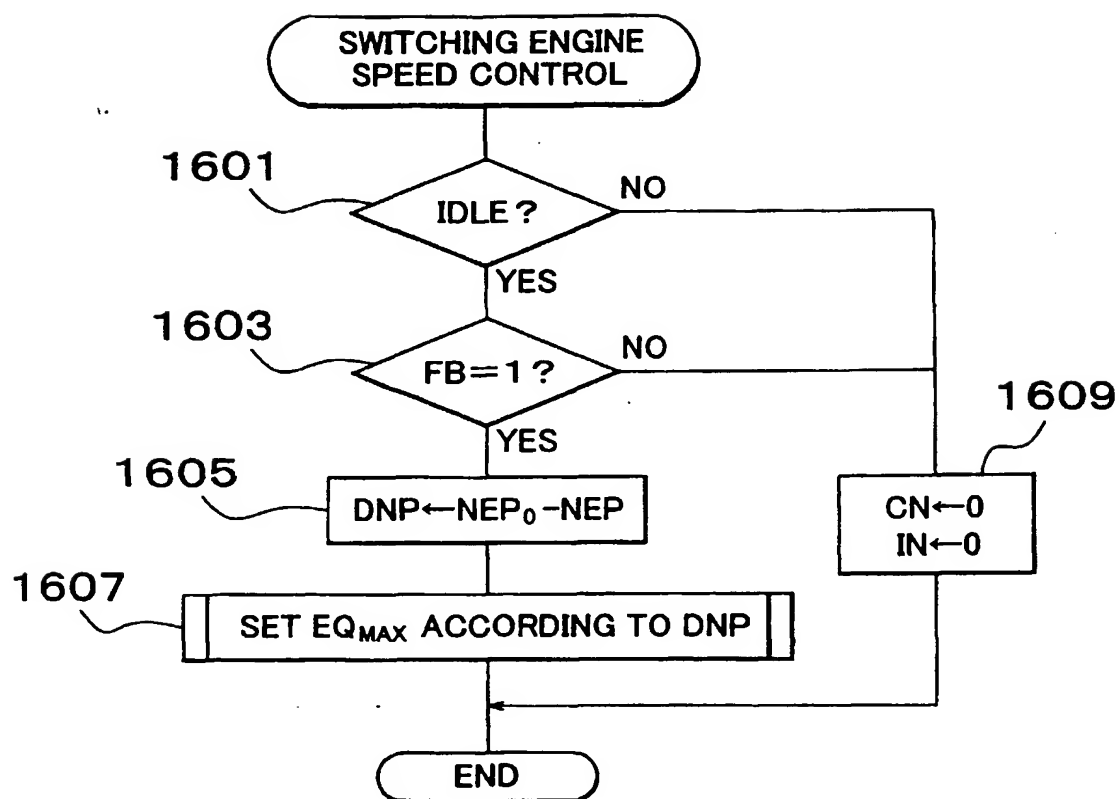 SWITCHING ENGINE
SPEED CONTROL
1601
IDLE?
NO
YES
1603
FB=1?
NO
YES
1605
DNP←NEP₀-NEP
1609
CN←0
IN←0
1607
SET EQMAX ACCORDING TO DNP
END